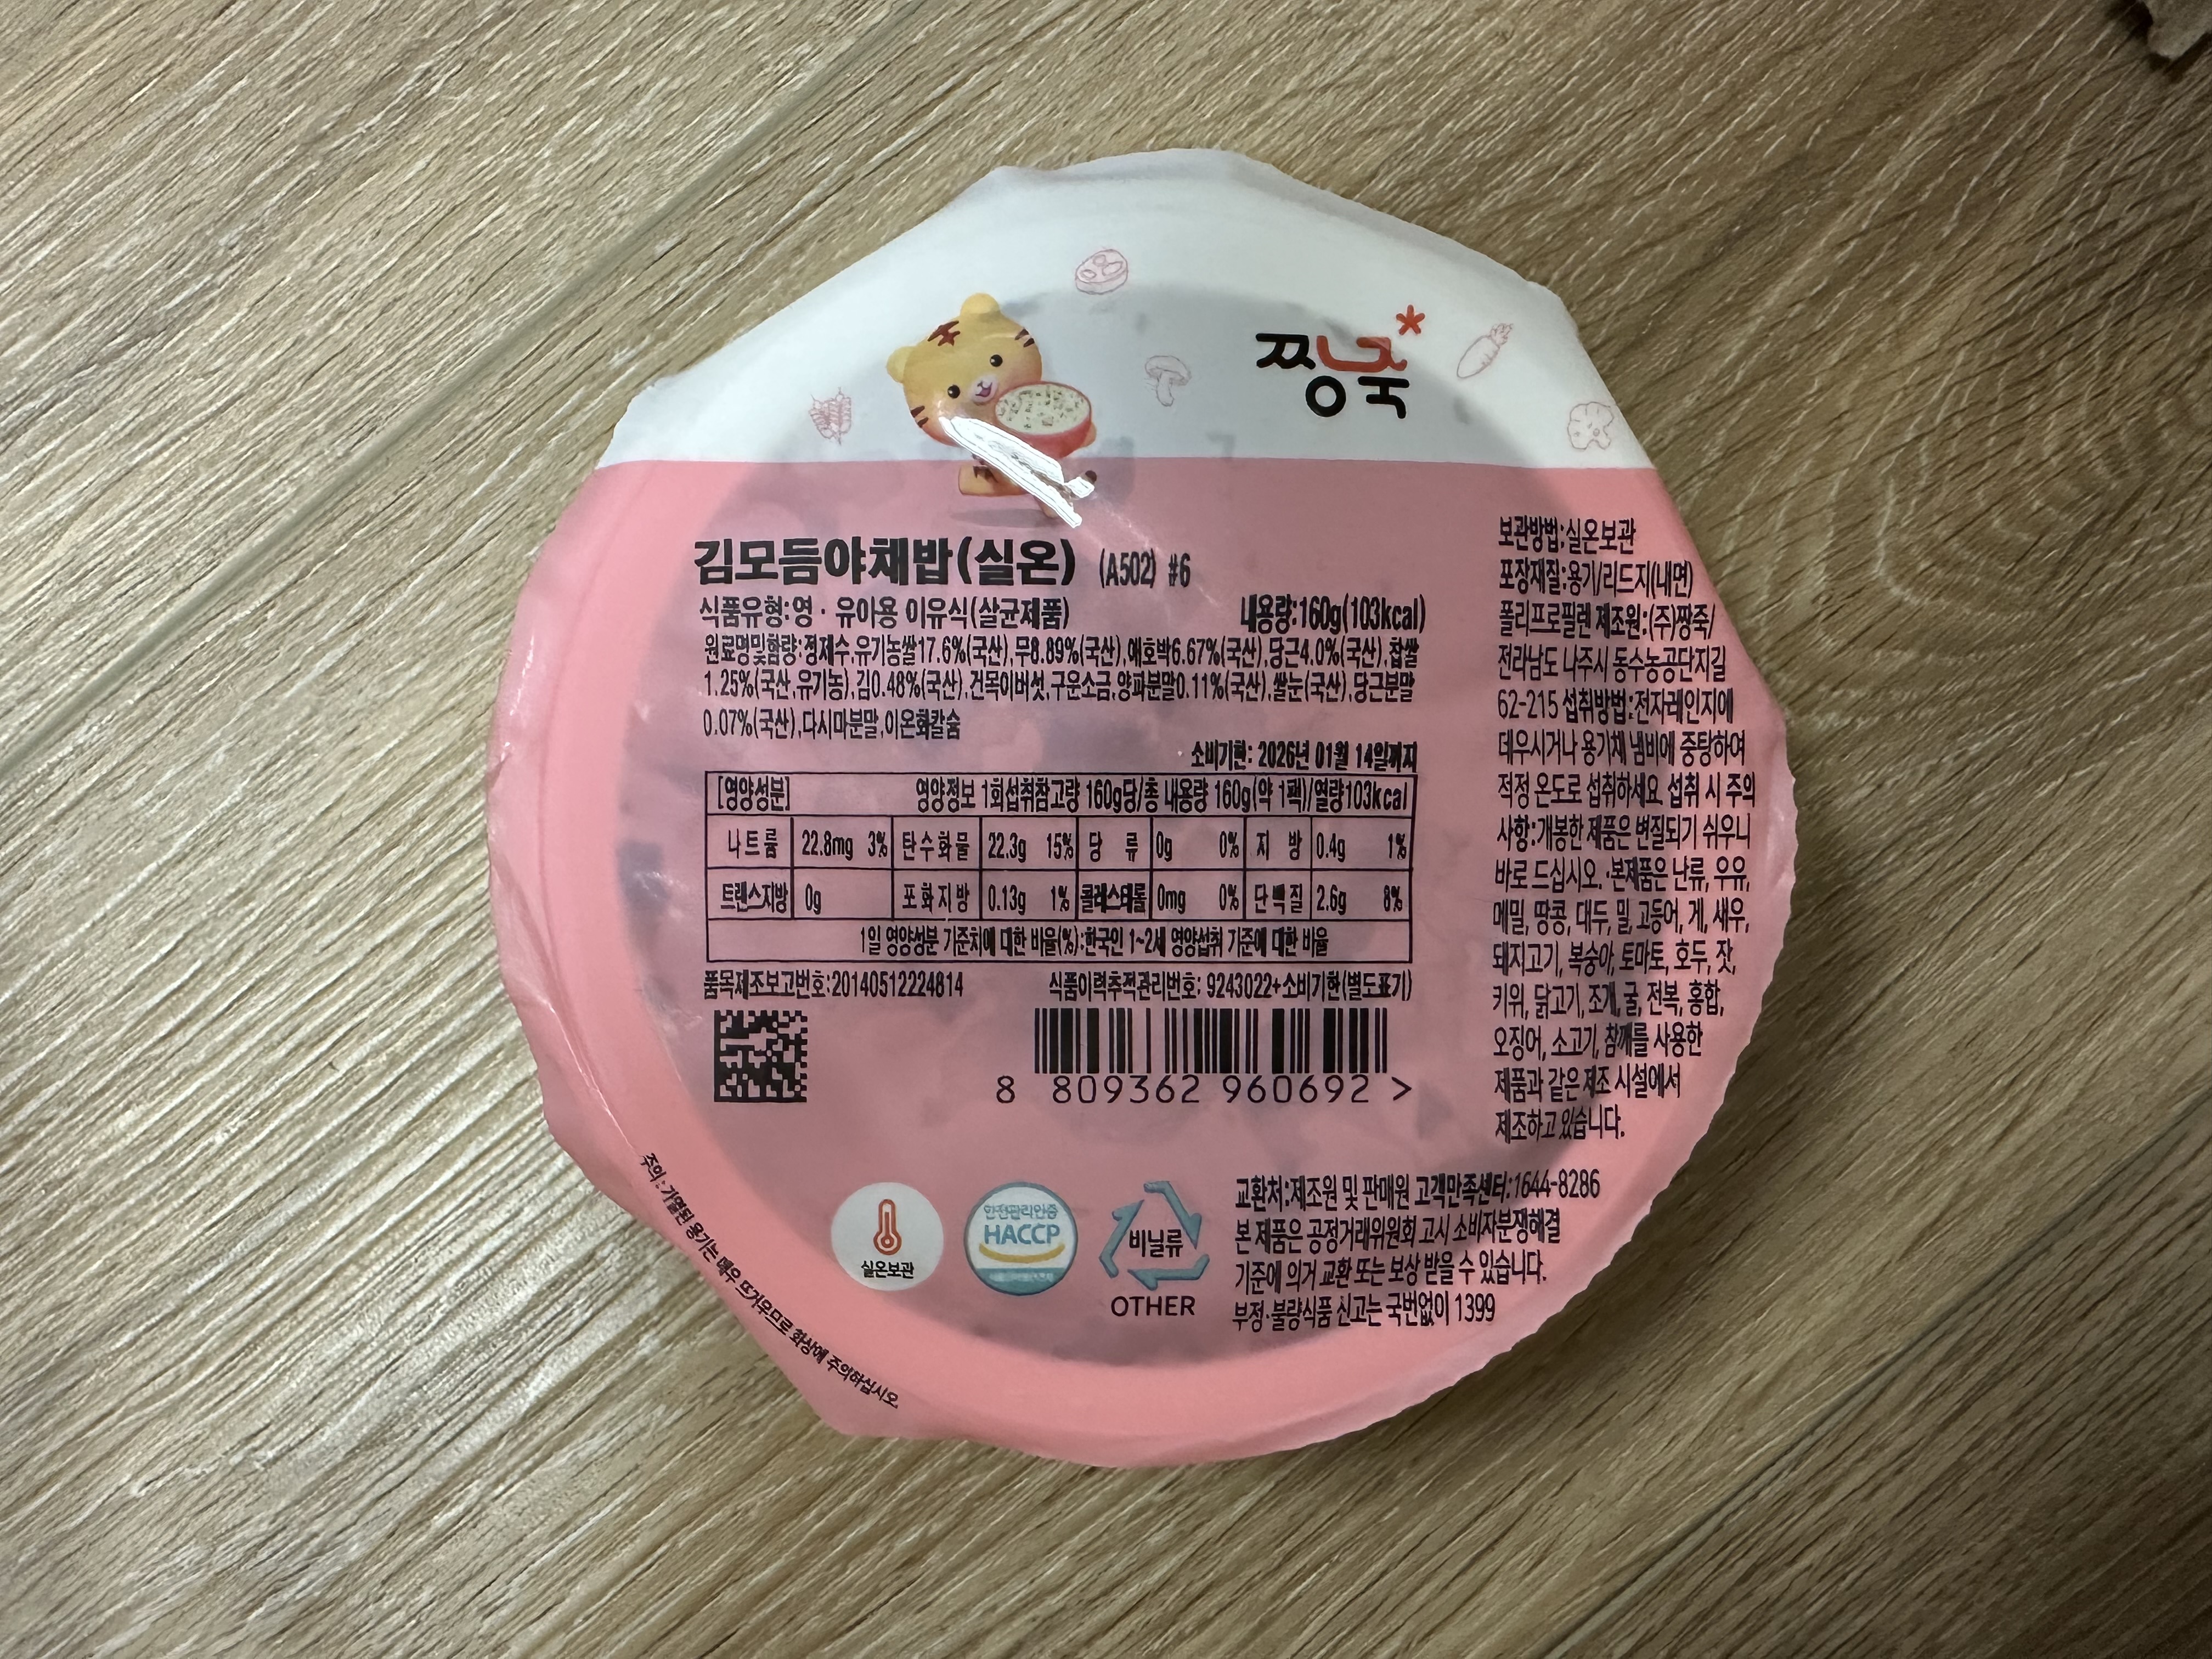 짱죽*
김모듬야채밥(실온) (A502) #6
식품유형:영·유아용 이유식(살균제품) 내용량:160g(103kcal)
원료명및함량:정제수,유기농쌀17.6%(국산),무8.89%(국산),애호박6.67%(국산),당근4.0%(국산),찹쌀
1.25%(국산,유기농),김0.48%(국산),건목이버섯,구운소금,양파분말0.11%(국산),쌀눈(국산),당근분말
0.07%(국산),다시마분말,이온화칼슘
소비기한: 2026년 01월 14일까지
[영양성분] 영양정보 1회섭취참고량 160g당/총 내용량 160g(약 1팩)/열량103kcal
나트륨 22.8mg 3% 탄수화물 22.3g 15% 당 류 0g 0% 지 방 0.4g 1%
트랜스지방 0g 포화지방 0.13g 1% 콜레스테롤 0mg 0% 단백질 2.6g 8%
1일 영양성분 기준치에 대한 비율(%):한국인 1~2세 영양섭취 기준에 대한 비율
품목제조보고번호:20140512224814 식품이력추적관리번호: 9243022+소비기한(별도표기)
8 809362 960692 >
보관방법:실온보관
포장재질:용기/리드지(내면)
폴리프로필렌 제조원:(주)짱죽/
전라남도 나주시 동수농공단지길
62-215 섭취방법:전자레인지에
데우시거나 용기채 냄비에 중탕하여
적정 온도로 섭취하세요. 섭취 시 주의
사항:개봉한 제품은 변질되기 쉬우니
바로 드십시오. ·본제품은 난류, 우유,
메밀, 땅콩, 대두, 밀, 고등어, 게, 새우,
돼지고기, 복숭아, 토마토, 호두, 잣,
키위, 닭고기, 조개, 굴, 전복, 홍합,
오징어, 소고기, 참깨를 사용한
제품과 같은 제조 시설에서
제조하고 있습니다.
주의 : 가열된 용기는 매우 뜨거우므로 화상에 주의하십시오.
실온보관
안전관리인증
HACCP
비닐류
OTHER
교환처:제조원 및 판매원 고객만족센터:1644-8286
본 제품은 공정거래위원회 고시 소비자분쟁해결
기준에 의거 교환 또는 보상 받을 수 있습니다.
부정·불량식품 신고는 국번없이 1399